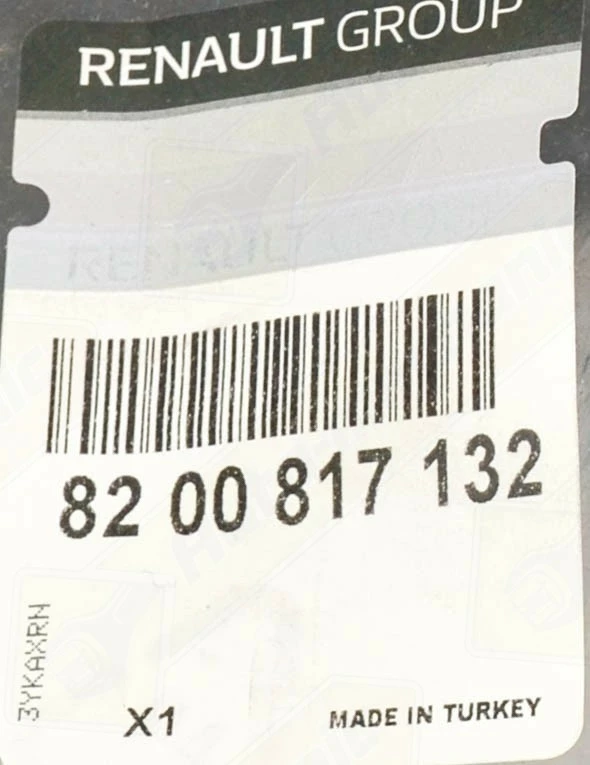 RENAULT GROUP
82 00 817 132
3YKAXRN
X1
MADE IN TURKEY